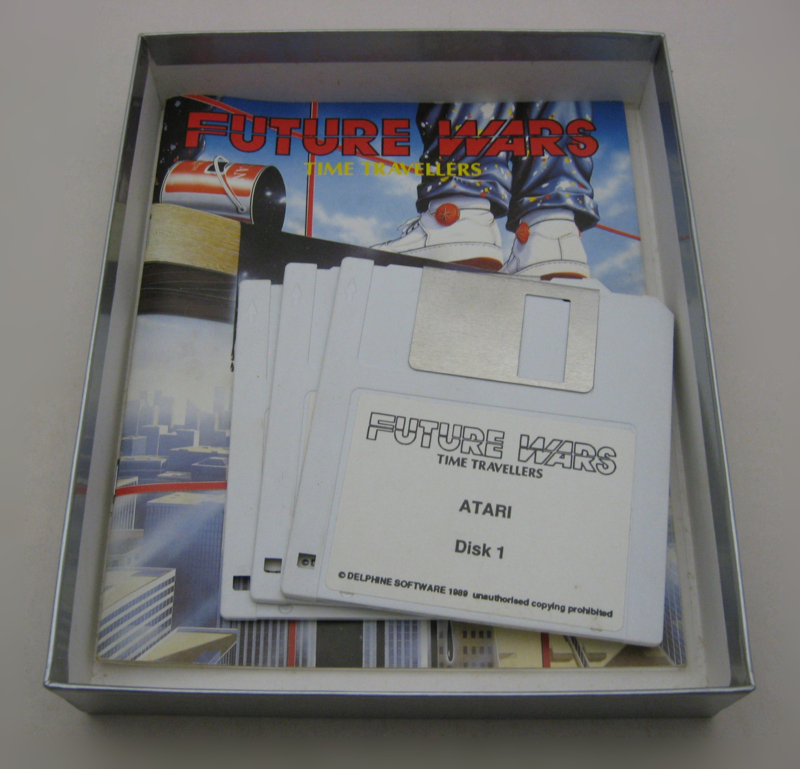 FUTURE WARS
TIME TRAVELLERS
FUTURE WARS
TIME TRAVELLERS
ATARI
Disk 1
© DELPHINE SOFTWARE 1989 unauthorised copying prohibited